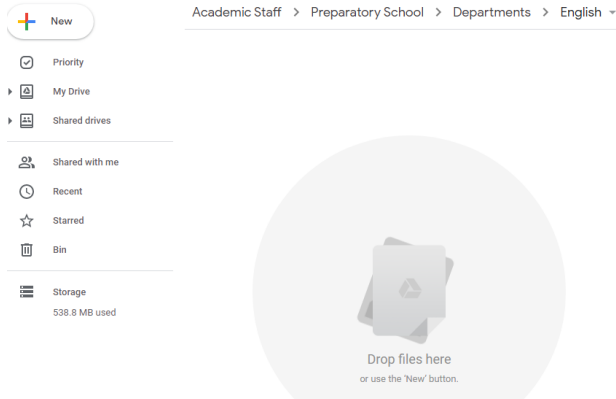 New
Academic Staff > Preparatory School > Departments > English
Priority
My Drive
Shared drives
Shared with me
Recent
Starred
Bin
Storage
538.8 MB used
Drop files here
or use the 'New' button.